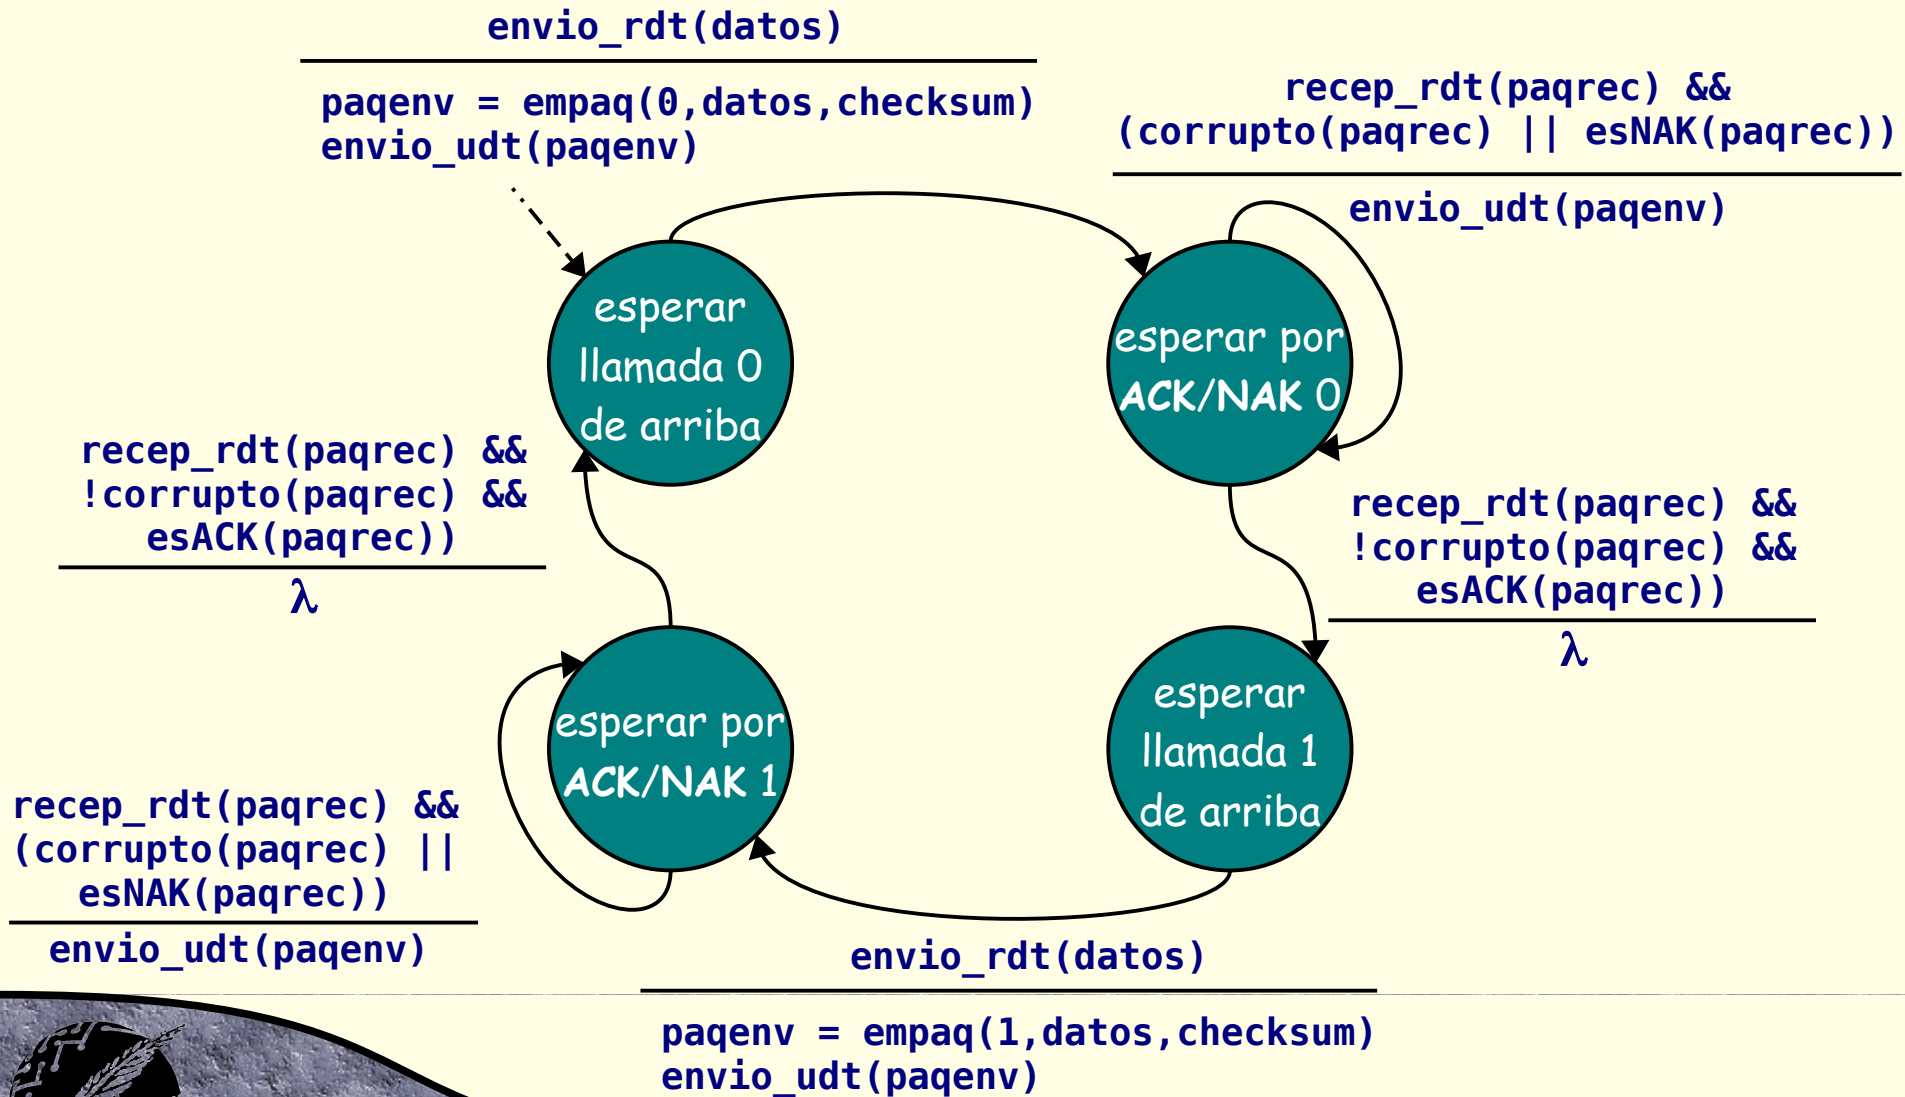 envio_rdt(datos)
paqenv = empaq(0,datos,checksum)
envio_udt(paqenv)
recep_rdt(paqrec) &&
(corrupto(paqrec) || esNAK(paqrec))
envio_udt(paqenv)
esperar
llamada 0
de arriba
esperar por
ACK/NAK 0
recep_rdt(paqrec) &&
!corrupto(paqrec) &&
esACK(paqrec))
λ
recep_rdt(paqrec) &&
!corrupto(paqrec) &&
esACK(paqrec))
λ
esperar por
ACK/NAK 1
esperar
llamada 1
de arriba
recep_rdt(paqrec) &&
(corrupto(paqrec) ||
esNAK(paqrec))
envio_udt(paqenv)
envio_rdt(datos)
paqenv = empaq(1,datos,checksum)
envio_udt(paqenv)